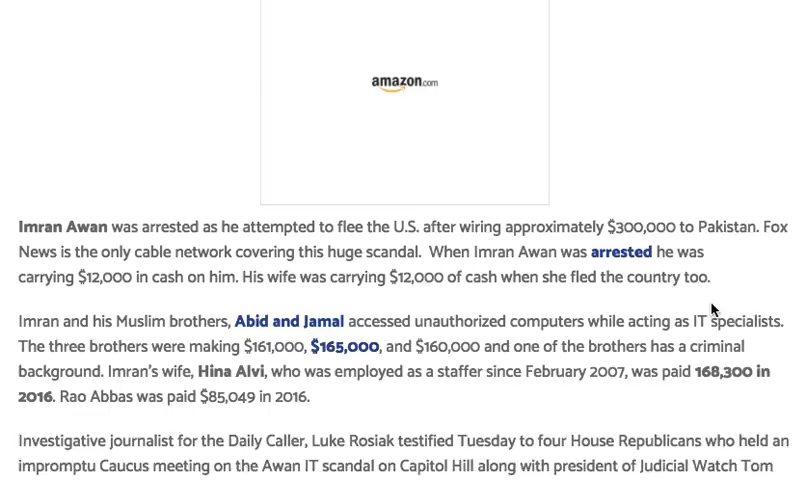 amazon.com
Imran Awan was arrested as he attempted to flee the U.S. after wiring approximately $300,000 to Pakistan. Fox
News is the only cable network covering this huge scandal.  When Imran Awan was arrested he was
carrying $12,000 in cash on him. His wife was carrying $12,000 of cash when she fled the country too.
Imran and his Muslim brothers, Abid and Jamal accessed unauthorized computers while acting as IT specialists.
The three brothers were making $161,000, $165,000, and $160,000 and one of the brothers has a criminal
background. Imran's wife, Hina Alvi, who was employed as a staffer since February 2007, was paid 168,300 in
2016. Rao Abbas was paid $85,049 in 2016.
Investigative journalist for the Daily Caller, Luke Rosiak testified Tuesday to four House Republicans who held an
impromptu Caucus meeting on the Awan IT scandal on Capitol Hill along with president of Judicial Watch Tom